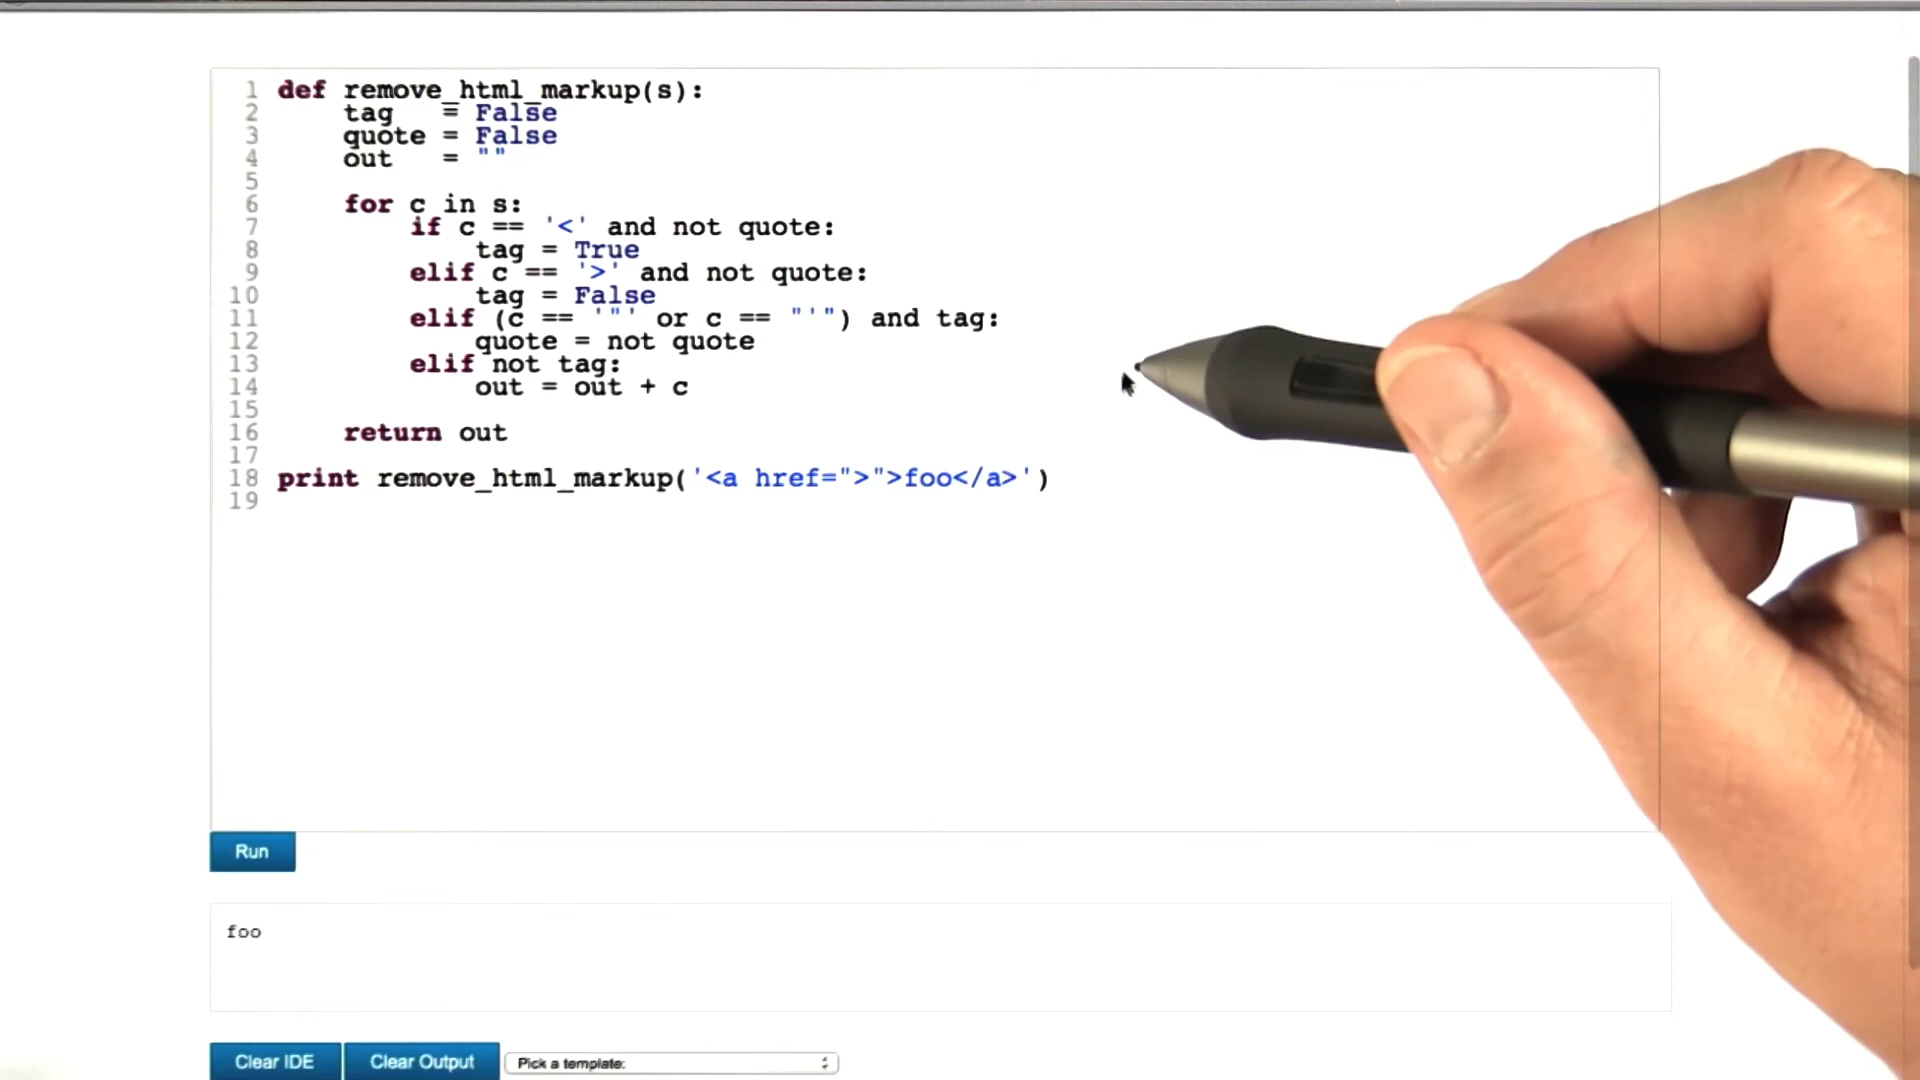 1 def remove_html_markup(s):
2 tag = False
3 quote = False
4 out = ""
5
6 for c in s:
7 if c == '<' and not quote:
8 tag = True
9 elif c == '>' and not quote:
10 tag = False
11 elif (c == '"' or c == "'") and tag:
12 quote = not quote
13 elif not tag:
14 out = out + c
15
16 return out
17
18 print remove_html_markup('<a href=">">foo</a>')
19
Run
foo
Clear IDE Clear Output Pick a template: